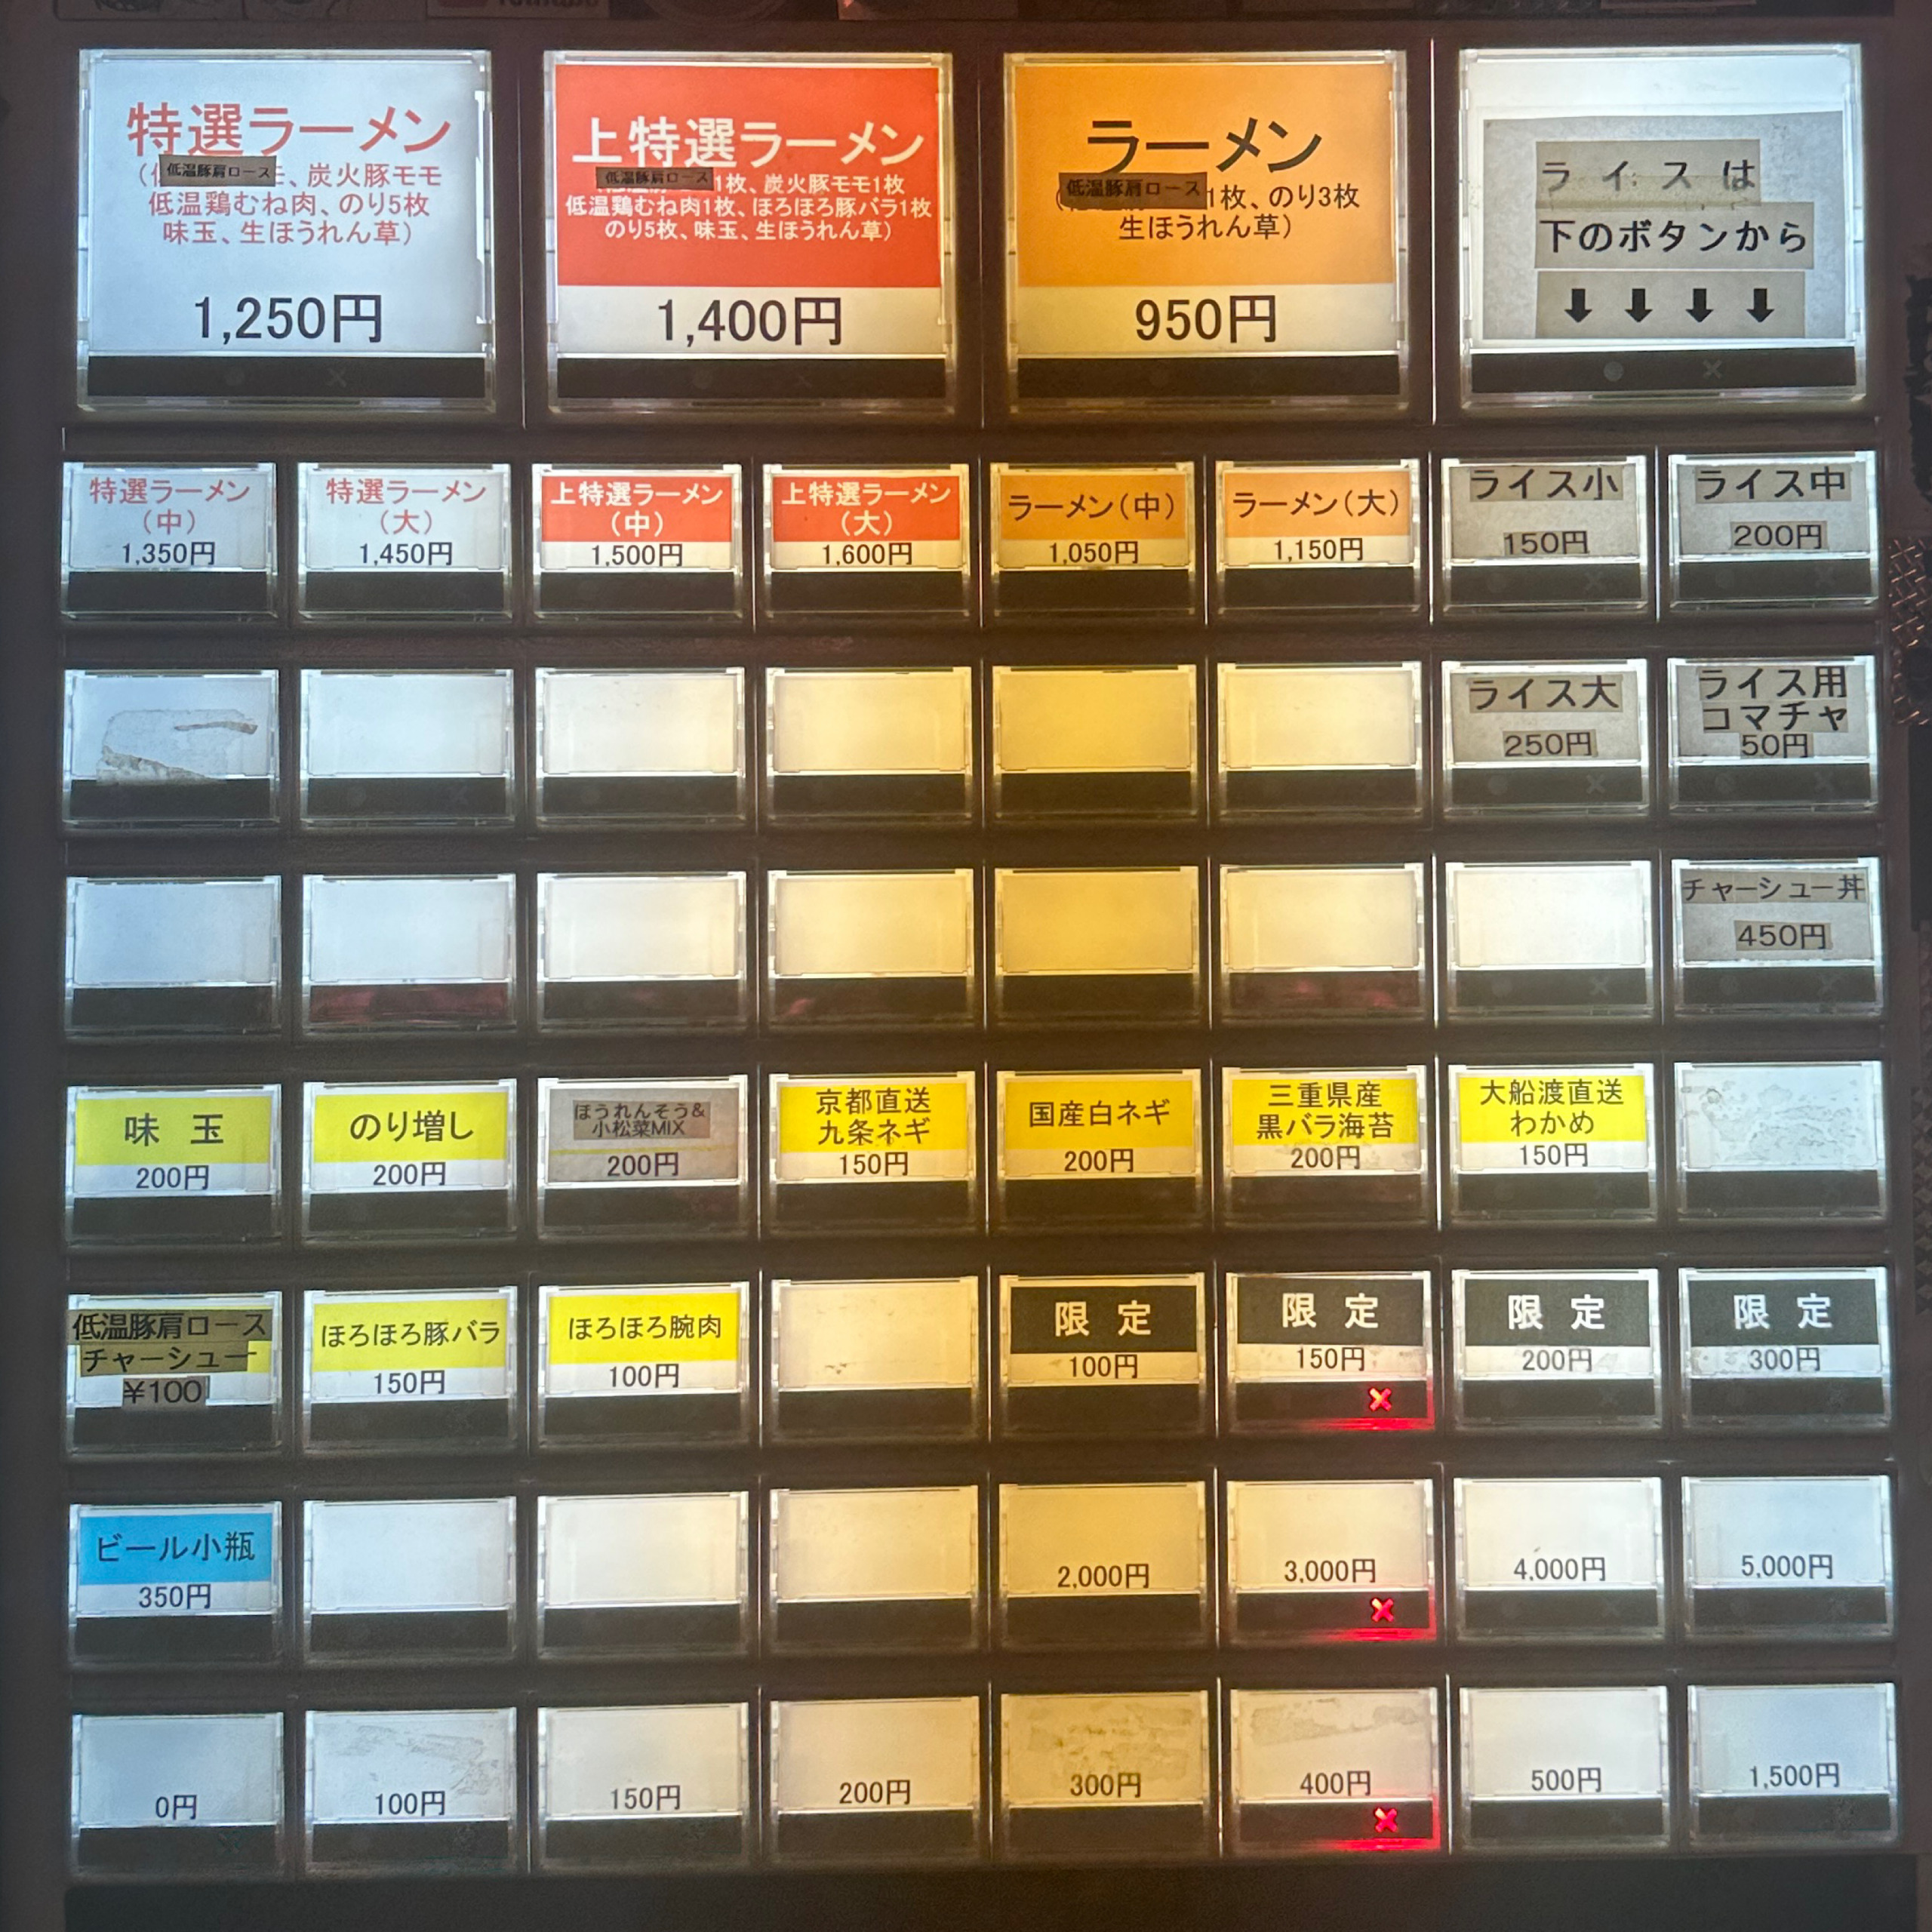 特選ラーメン
低温豚肩ロース
、炭火豚モモ
低温鶏むね肉、のり5枚
味玉、生ほうれん草)
1,250円
上特選ラーメン
低温豚肩ロース
1枚、炭火豚モモ1枚
低温鶏むね肉1枚、ほろほろ豚バラ1枚
のり5枚、味玉、生ほうれん草)
1,400円
ラーメン
低温豚肩ロース
1枚、のり3枚
生ほうれん草)
950円
ライスは
下のボタンから
↓ ↓ ↓ ↓
特選ラーメン
(中)
1,350円
特選ラーメン
(大)
1,450円
上特選ラーメン
(中)
1,500円
上特選ラーメン
(大)
1,600円
ラーメン(中)
1,050円
ラーメン(大)
1,150円
ライス小
150円
ライス中
200円
ライス大
250円
ライス用
コマチャ
50円
チャーシュー丼
450円
味 玉
200円
のり増し
200円
ほうれんそう&
小松菜MIX
200円
京都直送
九条ネギ
150円
国産白ネギ
200円
三重県産
黒バラ海苔
200円
大船渡直送
わかめ
150円
低温豚肩ロース
チャーシュー
¥100
ほろほろ豚バラ
150円
ほろほろ腕肉
100円
限 定
100円
限 定
150円
×
限 定
200円
限 定
300円
ビール小瓶
350円
2,000円
3,000円
×
4,000円
5,000円
0円
100円
150円
200円
300円
400円
×
500円
1,500円